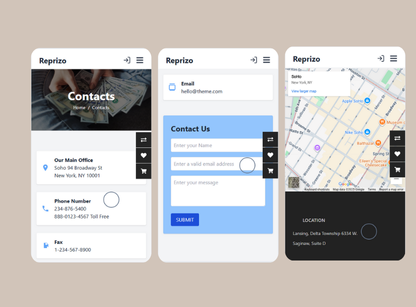 Reprizo
Contacts
Home / Contacts
Our Main Office
Soho 94 Broadway St
New York, NY 10001
Phone Number
234-876-5400
888-0123-4567 Toll Free
Fax
1-234-567-8900
Reprizo
Email
Contact Us
Enter your Name
Enter a valid email address
Enter your message
SUBMIT
Reprizo
SoHo
New York, NY
View larger map
LOCATION
Lansing, Delta Township 6334 W.
Saginaw, Suite D